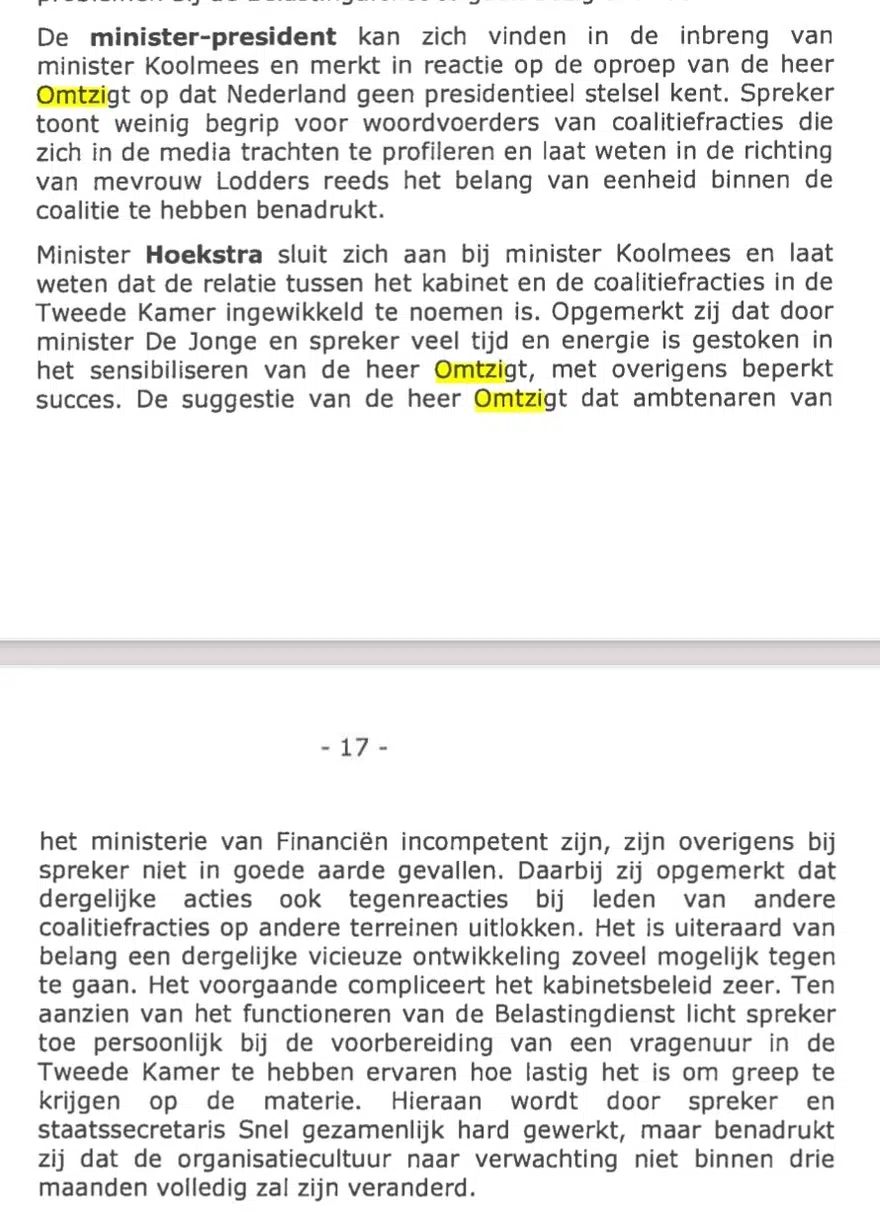 De minister-president kan zich vinden in de inbreng van
minister Koolmees en merkt in reactie op de oproep van de heer
Omtzigt op dat Nederland geen presidentieel stelsel kent. Spreker
toont weinig begrip voor woordvoerders van coalitiefracties die
zich in de media trachten te profileren en laat weten in de richting
van mevrouw Lodders reeds het belang van eenheid binnen de
coalitie te hebben benadrukt.
Minister Hoekstra sluit zich aan bij minister Koolmees en laat
weten dat de relatie tussen het kabinet en de coalitiefracties in de
Tweede Kamer ingewikkeld te noemen is. Opgemerkt zij dat door
minister De Jonge en spreker veel tijd en energie is gestoken in
het sensibiliseren van de heer Omtzigt, met overigens beperkt
succes. De suggestie van de heer Omtzigt dat ambtenaren van
- 17 -
het ministerie van Financiën incompetent zijn, zijn overigens bij
spreker niet in goede aarde gevallen. Daarbij zij opgemerkt dat
dergelijke acties ook tegenreacties bij leden van andere
coalitiefracties op andere terreinen uitlokken. Het is uiteraard van
belang een dergelijke vicieuze ontwikkeling zoveel mogelijk tegen
te gaan. Het voorgaande compliceert het kabinetsbeleid zeer. Ten
aanzien van het functioneren van de Belastingdienst licht spreker
toe persoonlijk bij de voorbereiding van een vragenuur in de
Tweede Kamer te hebben ervaren hoe lastig het is om greep te
krijgen op de materie. Hieraan wordt door spreker en
staatssecretaris Snel gezamenlijk hard gewerkt, maar benadrukt
zij dat de organisatiecultuur naar verwachting niet binnen drie
maanden volledig zal zijn veranderd.